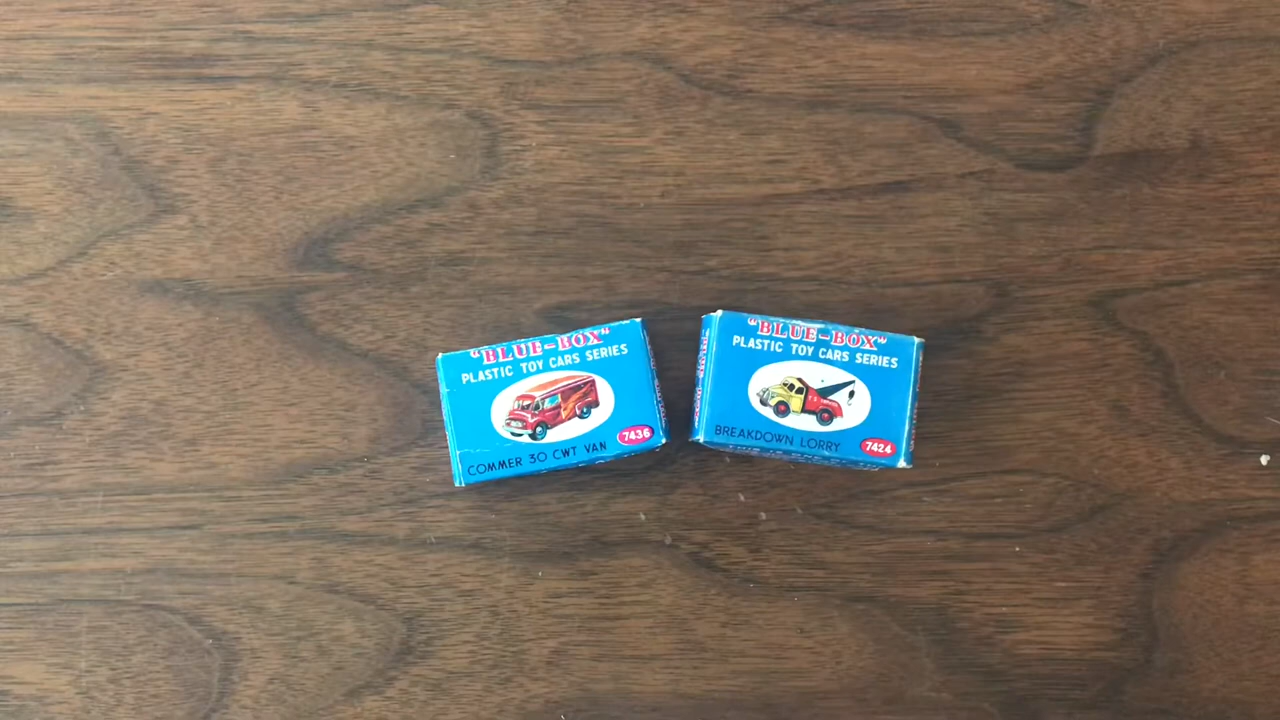 "BLUE-BOX"
PLASTIC TOY CARS SERIES
COMMER 30 CWT VAN
7436
"BLUE-BOX"
PLASTIC TOY CARS SERIES
BREAKDOWN LORRY
7424